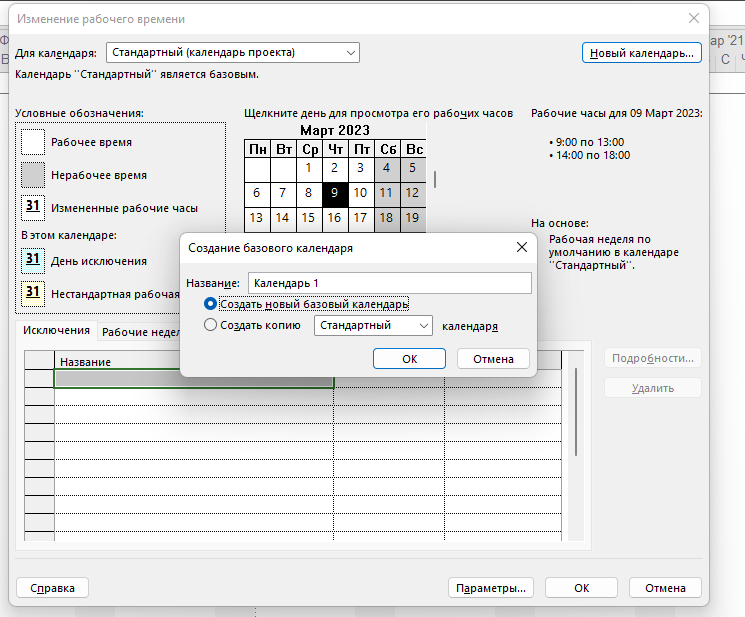 Изменение рабочего времени
Для календаря:
Стандартный (календарь проекта)
Новый календарь...
ар '21
С
Календарь "Стандартный" является базовым.
Условные обозначения:
Рабочее время
Нерабочее время
31 Измененные рабочие часы
В этом календаре:
31 День исключения
31 Нестандартная рабочая
Щелкните день для просмотра его рабочих часов
Март 2023
Пн Вт Ср Чт Пт Сб Вс
1 2 3 4 5
6 7 8 9 10 11 12
13 14 15 16 17 18 19
Рабочие часы для 09 Март 2023:
• 9:00 по 13:00
• 14:00 по 18:00
На основе:
Рабочая неделя по
умолчанию в календаре
"Стандартный".
Создание базового календаря
Название: Календарь 1
Создать новый базовый календарь
Создать копию Стандартный календаря
ОК
Отмена
Исключения
Рабочие недел
Название
Подробности...
Удалить
Справка
Параметры...
ОК
Отмена